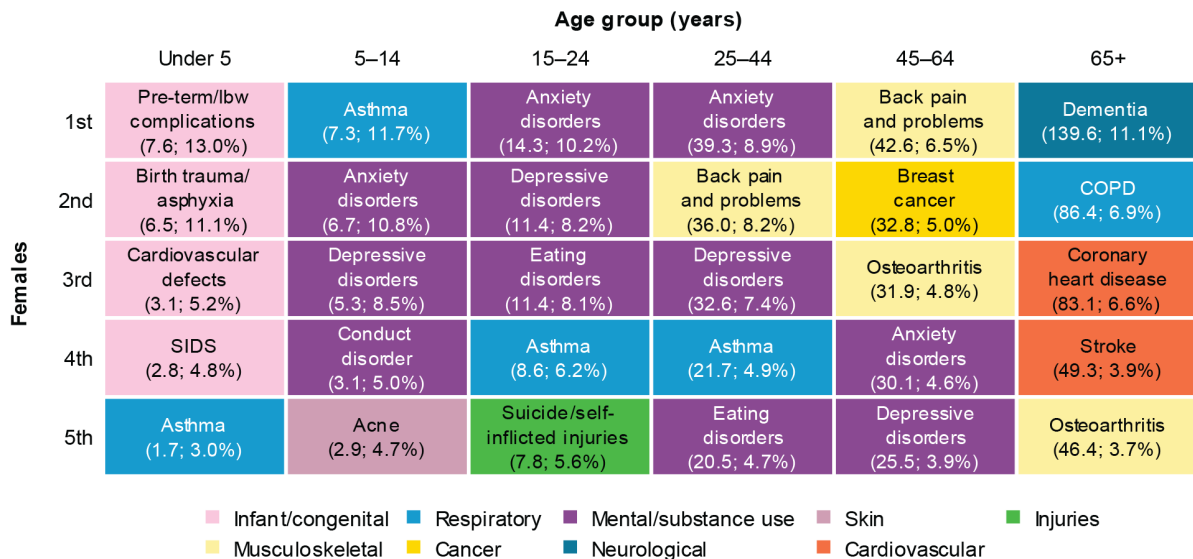 Age group (years)
Under 5 5–14 15–24 25–44 45–64 65+
Females
1st
Pre-term/lbw
complications
(7.6; 13.0%)
Asthma
(7.3; 11.7%)
Anxiety
disorders
(14.3; 10.2%)
Anxiety
disorders
(39.3; 8.9%)
Back pain
and problems
(42.6; 6.5%)
Dementia
(139.6; 11.1%)
2nd
Birth trauma/
asphyxia
(6.5; 11.1%)
Anxiety
disorders
(6.7; 10.8%)
Depressive
disorders
(11.4; 8.2%)
Back pain
and problems
(36.0; 8.2%)
Breast
cancer
(32.8; 5.0%)
COPD
(86.4; 6.9%)
3rd
Cardiovascular
defects
(3.1; 5.2%)
Depressive
disorders
(5.3; 8.5%)
Eating
disorders
(11.4; 8.1%)
Depressive
disorders
(32.6; 7.4%)
Osteoarthritis
(31.9; 4.8%)
Coronary
heart disease
(83.1; 6.6%)
4th
SIDS
(2.8; 4.8%)
Conduct
disorder
(3.1; 5.0%)
Asthma
(8.6; 6.2%)
Asthma
(21.7; 4.9%)
Anxiety
disorders
(30.1; 4.6%)
Stroke
(49.3; 3.9%)
5th
Asthma
(1.7; 3.0%)
Acne
(2.9; 4.7%)
Suicide/self-
inflicted injuries
(7.8; 5.6%)
Eating
disorders
(20.5; 4.7%)
Depressive
disorders
(25.5; 3.9%)
Osteoarthritis
(46.4; 3.7%)
Infant/congenital Respiratory Mental/substance use Skin Injuries
Musculoskeletal Cancer Neurological Cardiovascular